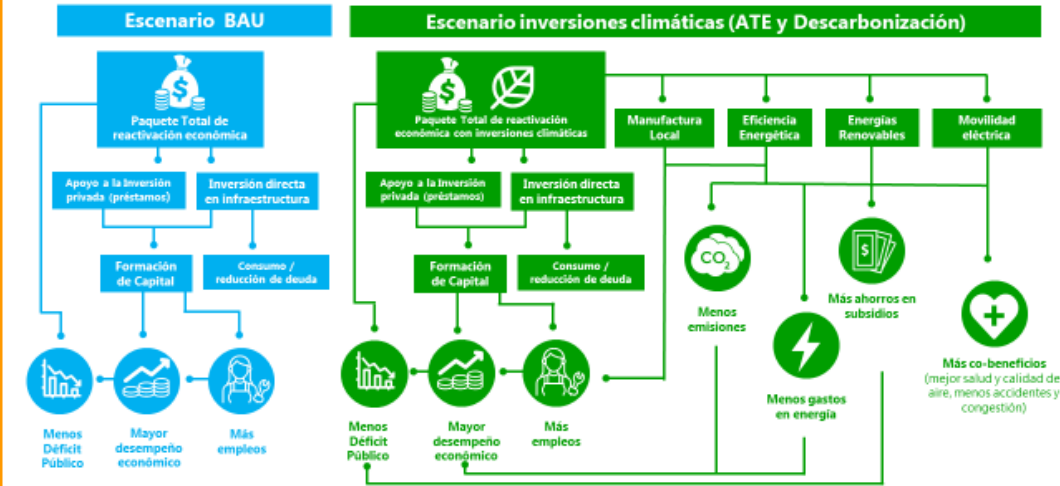 Escenario BAU
Paquete Total de
reactivación económica
Apoyo a la Inversión
privada (préstamos)
Inversión directa
en infraestructura
Formación
de Capital
Consumo /
reducción de deuda
Menos
Déficit
Público
Mayor
desempeño
económico
Más
empleos
Escenario inversiones climáticas (ATE y Descarbonización)
Paquete Total de reactivación
económica con inversiones climáticas
Manufactura
Local
Eficiencia
Energética
Energías
Renovables
Movilidad
eléctrica
Apoyo a la Inversión
privada (préstamos)
Inversión directa
en infraestructura
Formación
de Capital
Consumo /
reducción de deuda
CO2
Menos
emisiones
Más ahorros en
subsidios
Menos gastos
en energía
Más co-beneficios
(mejor salud y calidad de
aire, menos accidentes y
congestión)
Menos
Déficit
Público
Mayor
desempeño
económico
Más
empleos